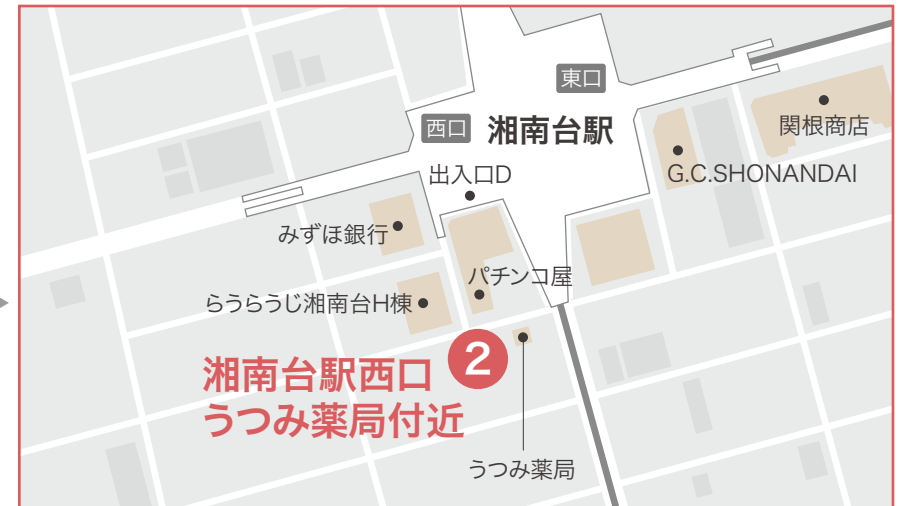 東口
西口
湘南台駅
関根商店
出入口D
G.C.SHONANDAI
みずほ銀行
パチンコ屋
らうらうじ湘南台H棟
2
湘南台駅西口
うつみ薬局付近
うつみ薬局